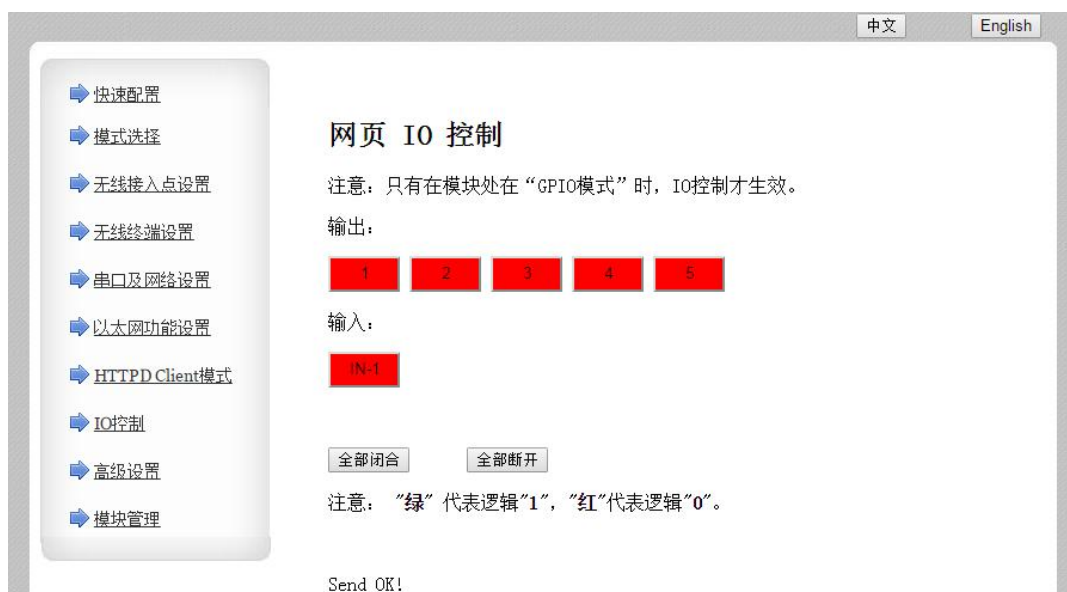 中文 English
快速配置
模式选择
无线接入点设置
无线终端设置
串口及网络设置
以太网功能设置
HTTPD Client模式
IO控制
高级设置
模块管理
网页 IO 控制
注意：只有在模块处在“GPIO模式”时，IO控制才生效。
输出：
1 2 3 4 5
输入：
IN-1
全部闭合 全部断开
注意： "绿" 代表逻辑"1"，"红"代表逻辑"0"。
Send OK!